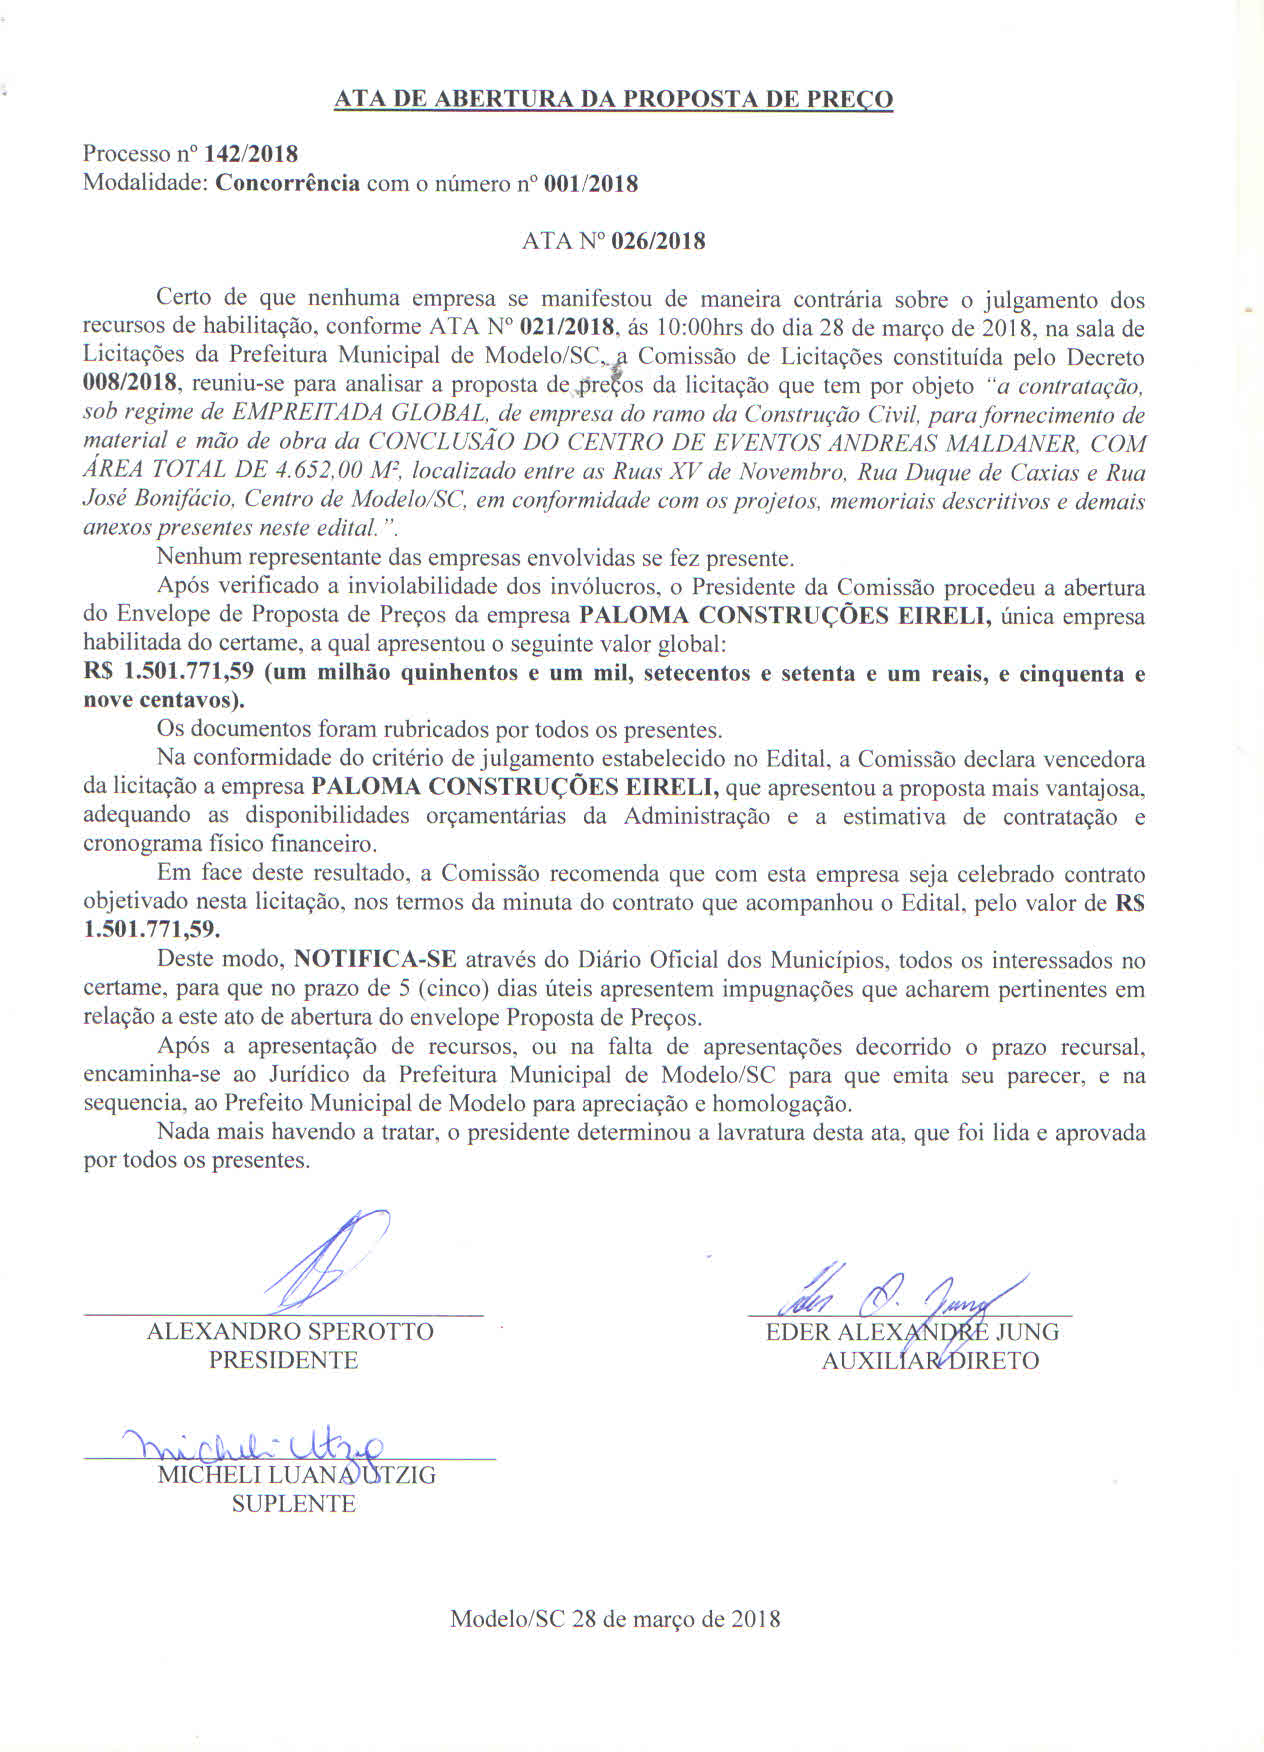 ATA DE ABERTURA DA PROPOSTA DE PREÇO
Processo nº 142/2018
Modalidade: Concorrência com o número nº 001/2018
ATA Nº 026/2018
Certo de que nenhuma empresa se manifestou de maneira contrária sobre o julgamento dos
recursos de habilitação, conforme ATA Nº 021/2018, ás 10:00hrs do dia 28 de março de 2018, na sala de
Licitações da Prefeitura Municipal de Modelo/SC, a Comissão de Licitações constituída pelo Decreto
008/2018, reuniu-se para analisar a proposta de preços da licitação que tem por objeto “a contratação,
sob regime de EMPREITADA GLOBAL, de empresa do ramo da Construção Civil, para fornecimento de
material e mão de obra da CONCLUSÃO DO CENTRO DE EVENTOS ANDREAS MALDANER, COM
ÁREA TOTAL DE 4.652,00 M², localizado entre as Ruas XV de Novembro, Rua Duque de Caxias e Rua
José Bonifácio, Centro de Modelo/SC, em conformidade com os projetos, memoriais descritivos e demais
anexos presentes neste edital.”.
Nenhum representante das empresas envolvidas se fez presente.
Após verificado a inviolabilidade dos invólucros, o Presidente da Comissão procedeu a abertura
do Envelope de Proposta de Preços da empresa PALOMA CONSTRUÇÕES EIRELI, única empresa
habilitada do certame, a qual apresentou o seguinte valor global:
R$ 1.501.771,59 (um milhão quinhentos e um mil, setecentos e setenta e um reais, e cinquenta e
nove centavos).
Os documentos foram rubricados por todos os presentes.
Na conformidade do critério de julgamento estabelecido no Edital, a Comissão declara vencedora
da licitação a empresa PALOMA CONSTRUÇÕES EIRELI, que apresentou a proposta mais vantajosa,
adequando as disponibilidades orçamentárias da Administração e a estimativa de contratação e
cronograma físico financeiro.
Em face deste resultado, a Comissão recomenda que com esta empresa seja celebrado contrato
objetivado nesta licitação, nos termos da minuta do contrato que acompanhou o Edital, pelo valor de R$
1.501.771,59.
Deste modo, NOTIFICA-SE através do Diário Oficial dos Municípios, todos os interessados no
certame, para que no prazo de 5 (cinco) dias úteis apresentem impugnações que acharem pertinentes em
relação a este ato de abertura do envelope Proposta de Preços.
Após a apresentação de recursos, ou na falta de apresentações decorrido o prazo recursal,
encaminha-se ao Jurídico da Prefeitura Municipal de Modelo/SC para que emita seu parecer, e na
sequencia, ao Prefeito Municipal de Modelo para apreciação e homologação.
Nada mais havendo a tratar, o presidente determinou a lavratura desta ata, que foi lida e aprovada
por todos os presentes.
Eder A. Jung
ALEXANDRO SPEROTTO
PRESIDENTE
EDER ALEXANDRE JUNG
AUXILIAR DIRETO
Micheli Utzig
MICHELI LUANA UTZIG
SUPLENTE
Modelo/SC 28 de março de 2018